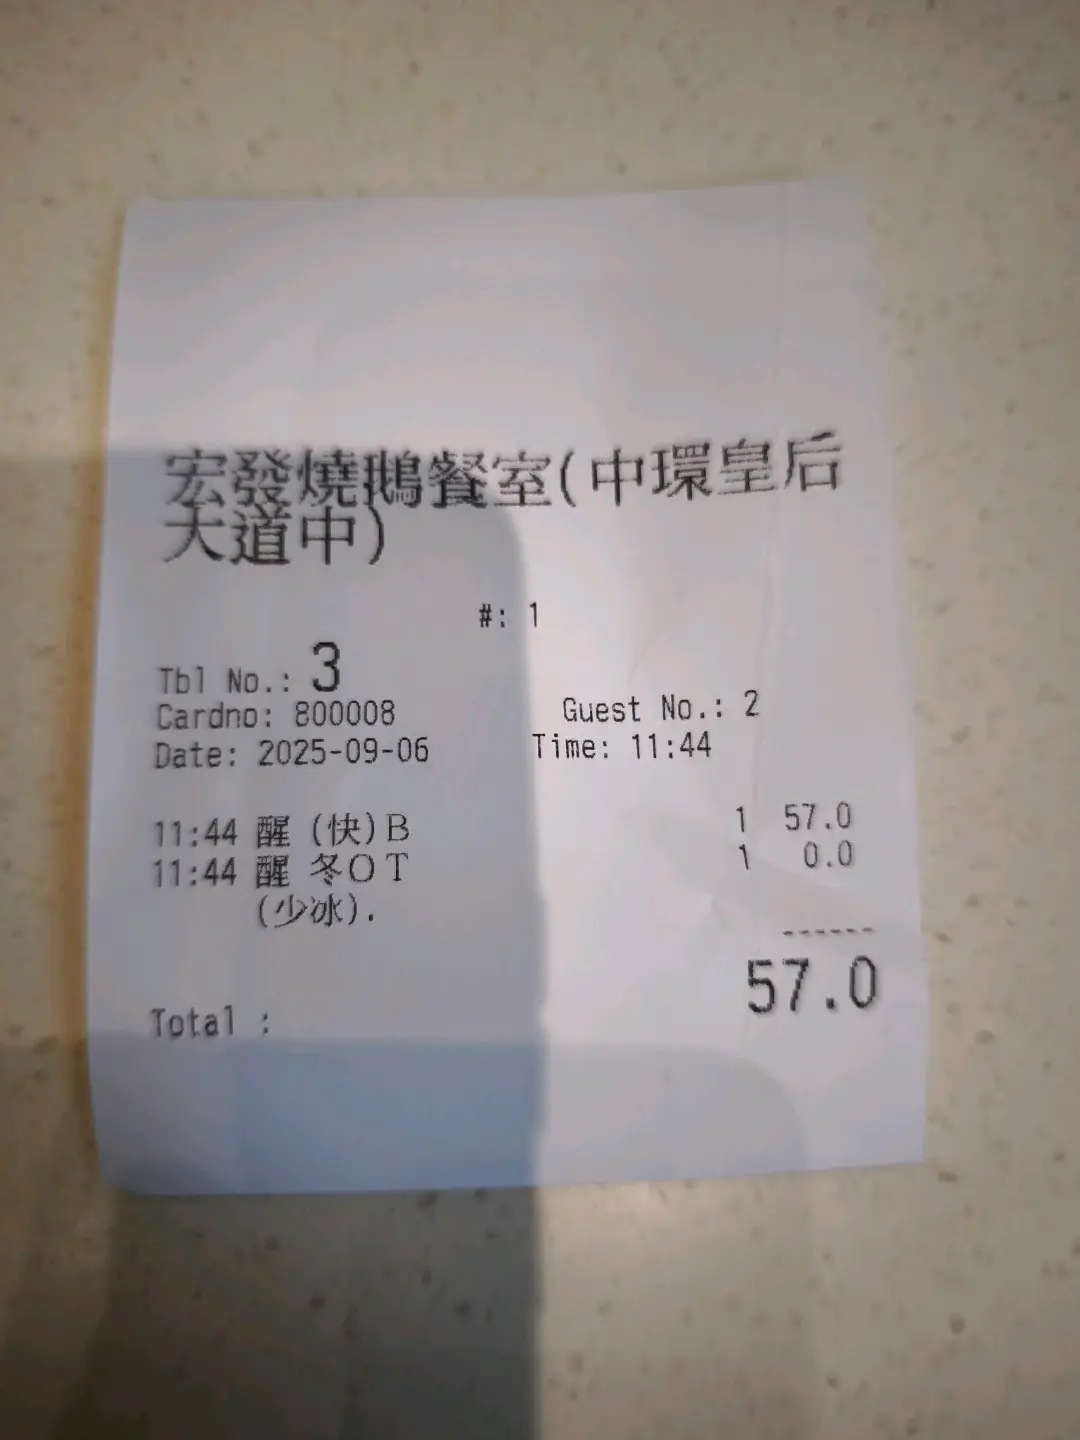 宏發燒鵝餐室(中環皇后
大道中)
#: 1
Tbl No.: 3
Cardno: 800008 Guest No.: 2
Date: 2025-09-06 Time: 11:44
11:44 醒 (快)B 1 57.0
11:44 醒 冬O T 1 0.0
(少冰).
------
57.0
Total :